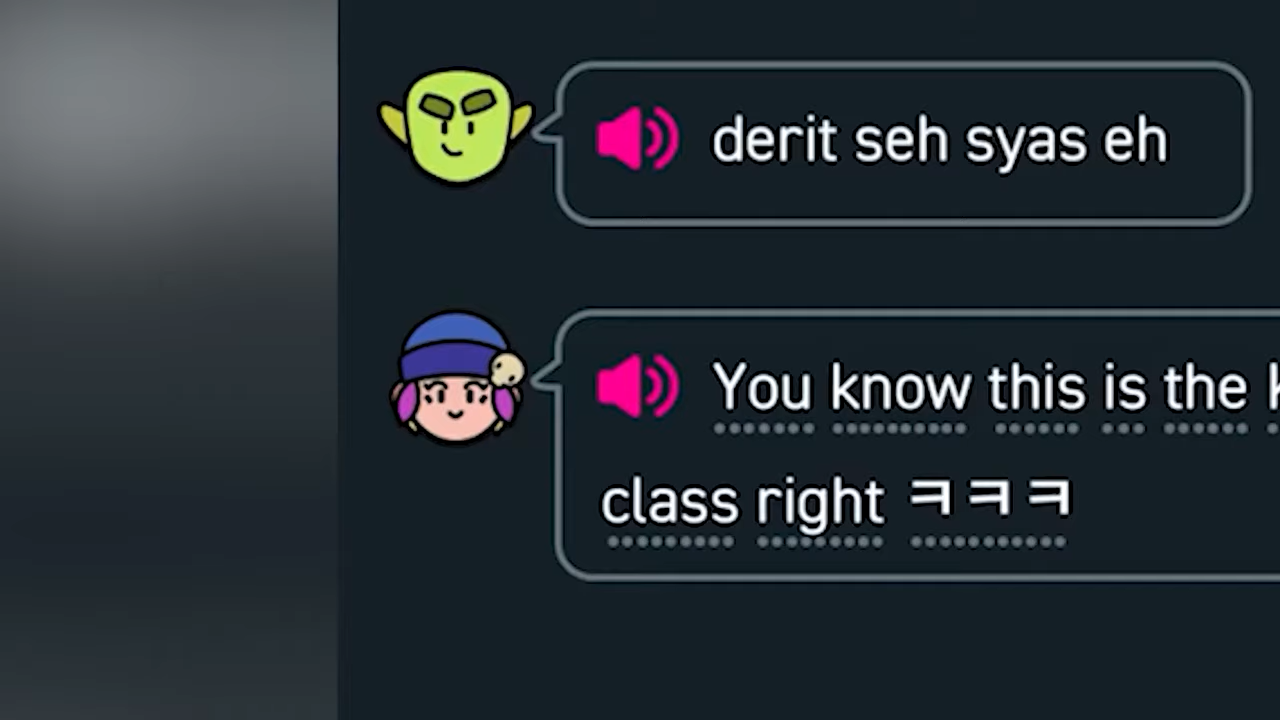 derit seh syas eh
You know this is the
class right ㅋㅋㅋ